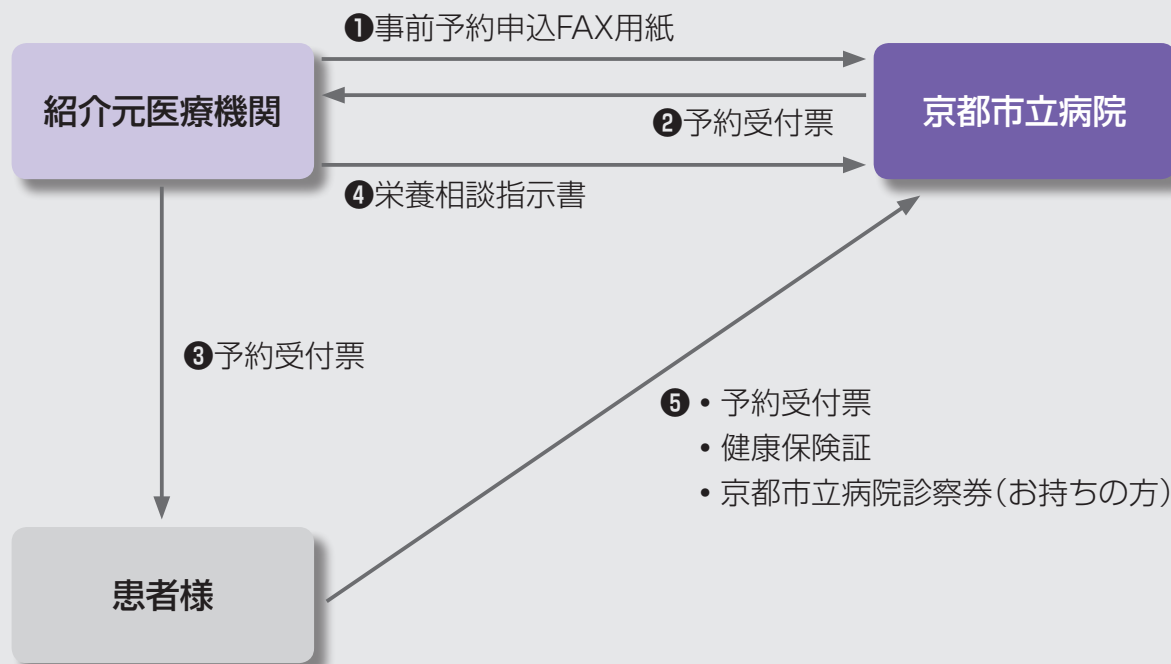 ❶事前予約申込FAX用紙
紹介元医療機関
京都市立病院
❷予約受付票
❹栄養相談指示書
❸予約受付票
❺・予約受付票
・健康保険証
・京都市立病院診察券(お持ちの方)
患者様